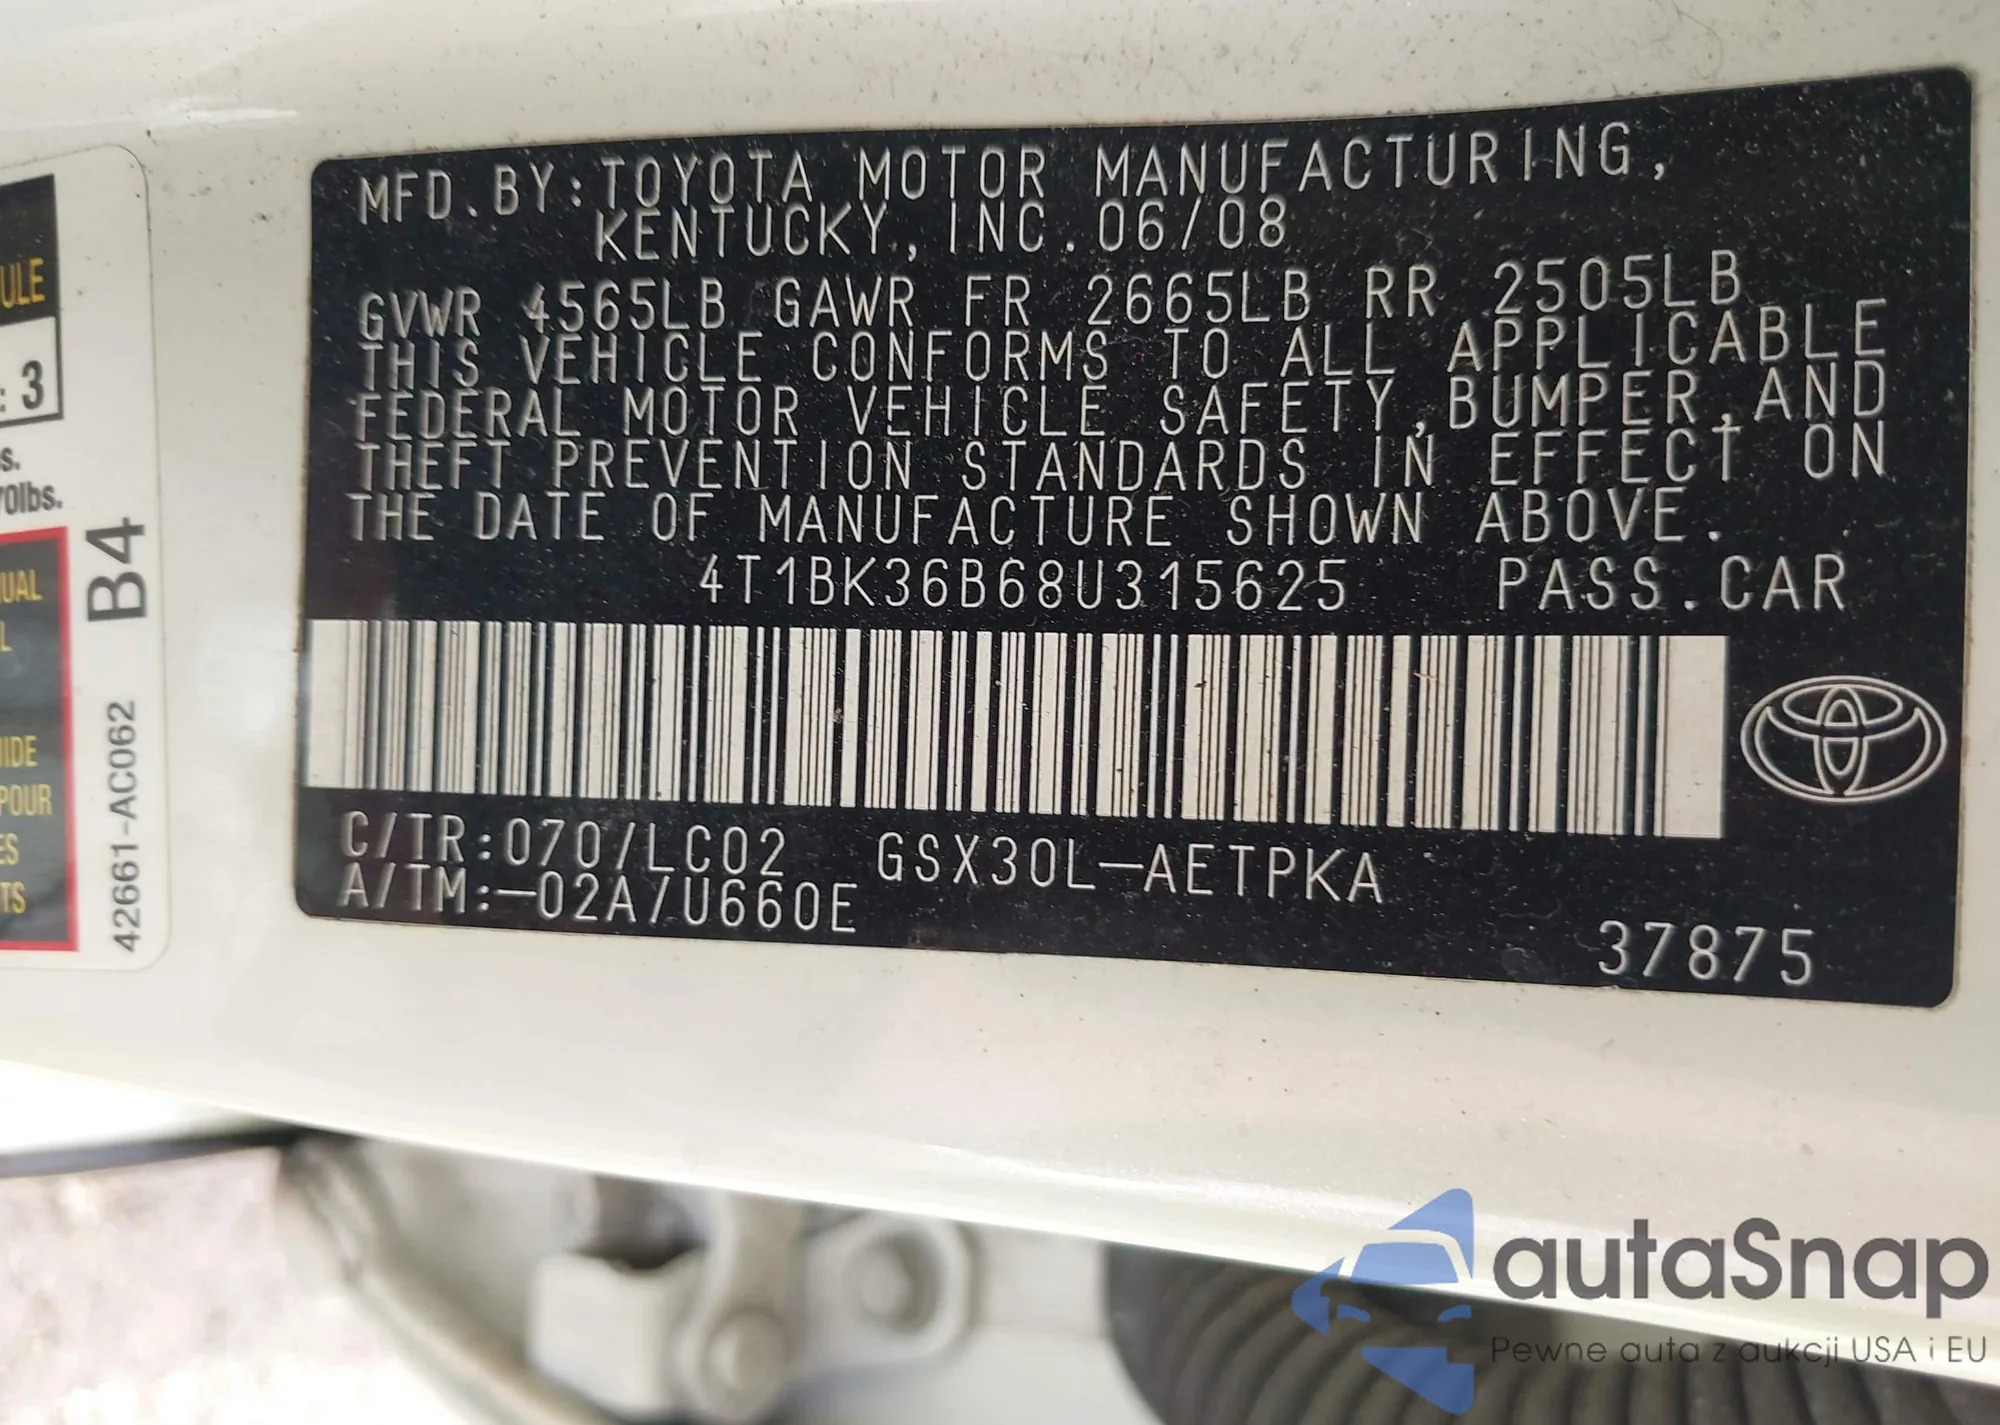 MFD.BY:TOYOTA MOTOR MANUFACTURING,
KENTUCKY, INC.06/08
GVWR 4565LB GAWR FR 2665LB RR 2505LB
THIS VEHICLE CONFORMS TO ALL APPLICABLE
FEDERAL MOTOR VEHICLE SAFETY,BUMPER,AND
THEFT PREVENTION STANDARDS IN EFFECT ON
THE DATE OF MANUFACTURE SHOWN ABOVE.
4T1BK36B68U315625 PASS.CAR
C/TR:070/LC02 GSX30L-AETPKA
A/TM:-02A/U660E
37875
: 3
B4
42661-AC062
autaSnap
Pewne auta z aukcji USA i EU